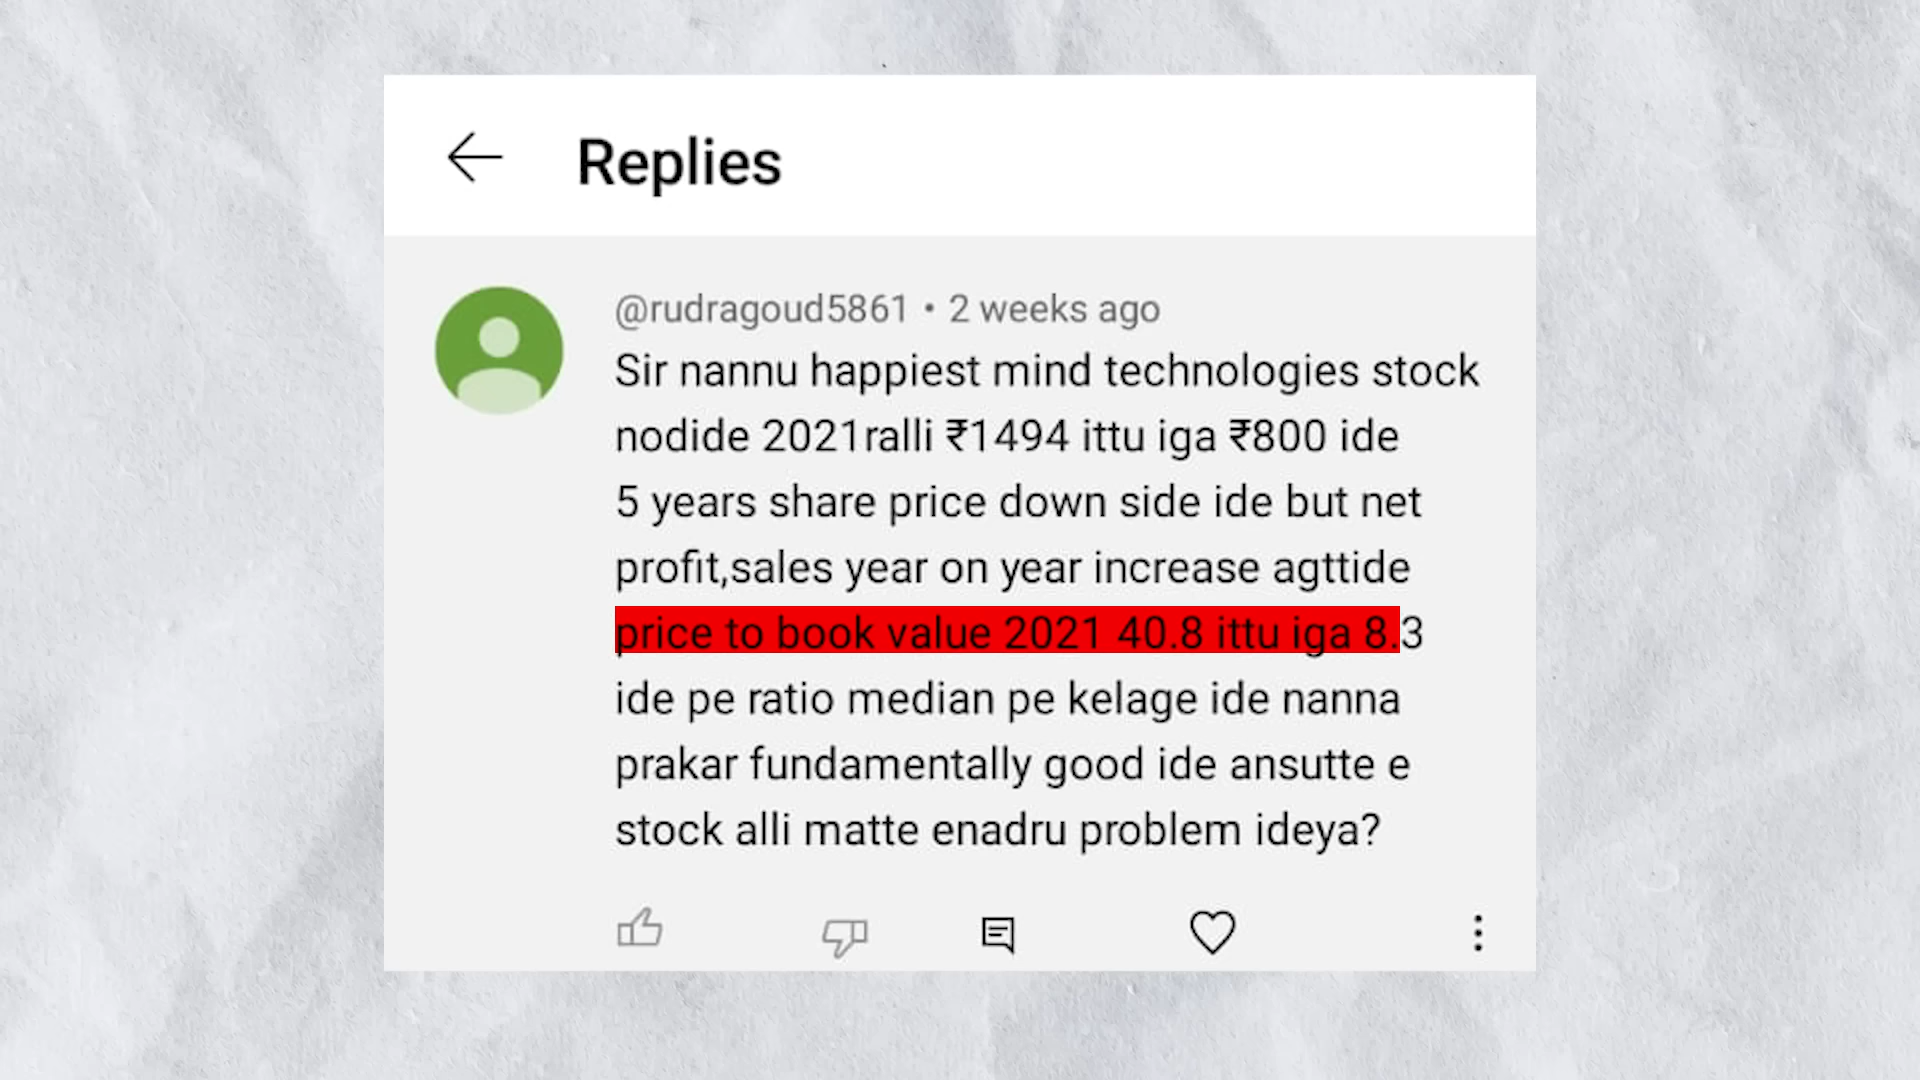 Replies
@rudragoud5861 • 2 weeks ago
Sir nannu happiest mind technologies stock
nodide 2021ralli ₹1494 ittu iga ₹800 ide
5 years share price down side ide but net
profit,sales year on year increase agttide
price to book value 2021 40.8 ittu iga 8.3
ide pe ratio median pe kelage ide nanna
prakar fundamentally good ide ansutte e
stock alli matte enadru problem ideya?